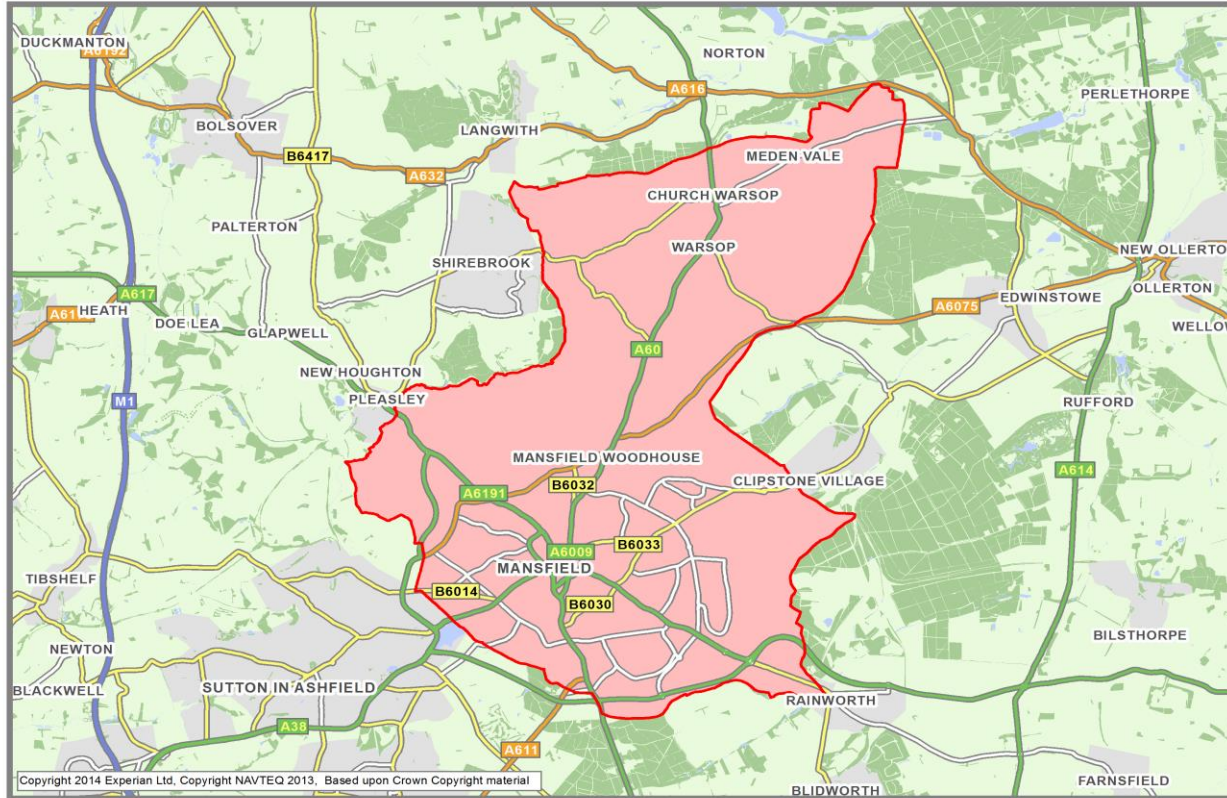 DUCKMANTON
A6192
NORTON
A616
PERLETHORPE
BOLSOVER
LANGWITH
B6417
MEDEN VALE
A632
CHURCH WARSOP
PALTERTON
WARSOP
NEW OLLERTO
SHIREBROOK
OLLERTON
A617
EDWINSTOWE
HEATH
A6075
DOE LEA
GLAPWELL
WELLOW
A60
NEW HOUGHTON
PLEASLEY
M1
RUFFORD
MANSFIELD WOODHOUSE
A614
CLIPSTONE VILLAGE
B6032
A6191
A6009
B6033
MANSFIELD
TIBSHELF
B6014
B6030
BILSTHORPE
NEWTON
SUTTON IN ASHFIELD
BLACKWELL
RAINWORTH
A38
A611
Copyright 2014 Experian Ltd, Copyright NAVTEQ 2013, Based upon Crown Copyright material
FARNSFIELD
BLIDWORTH